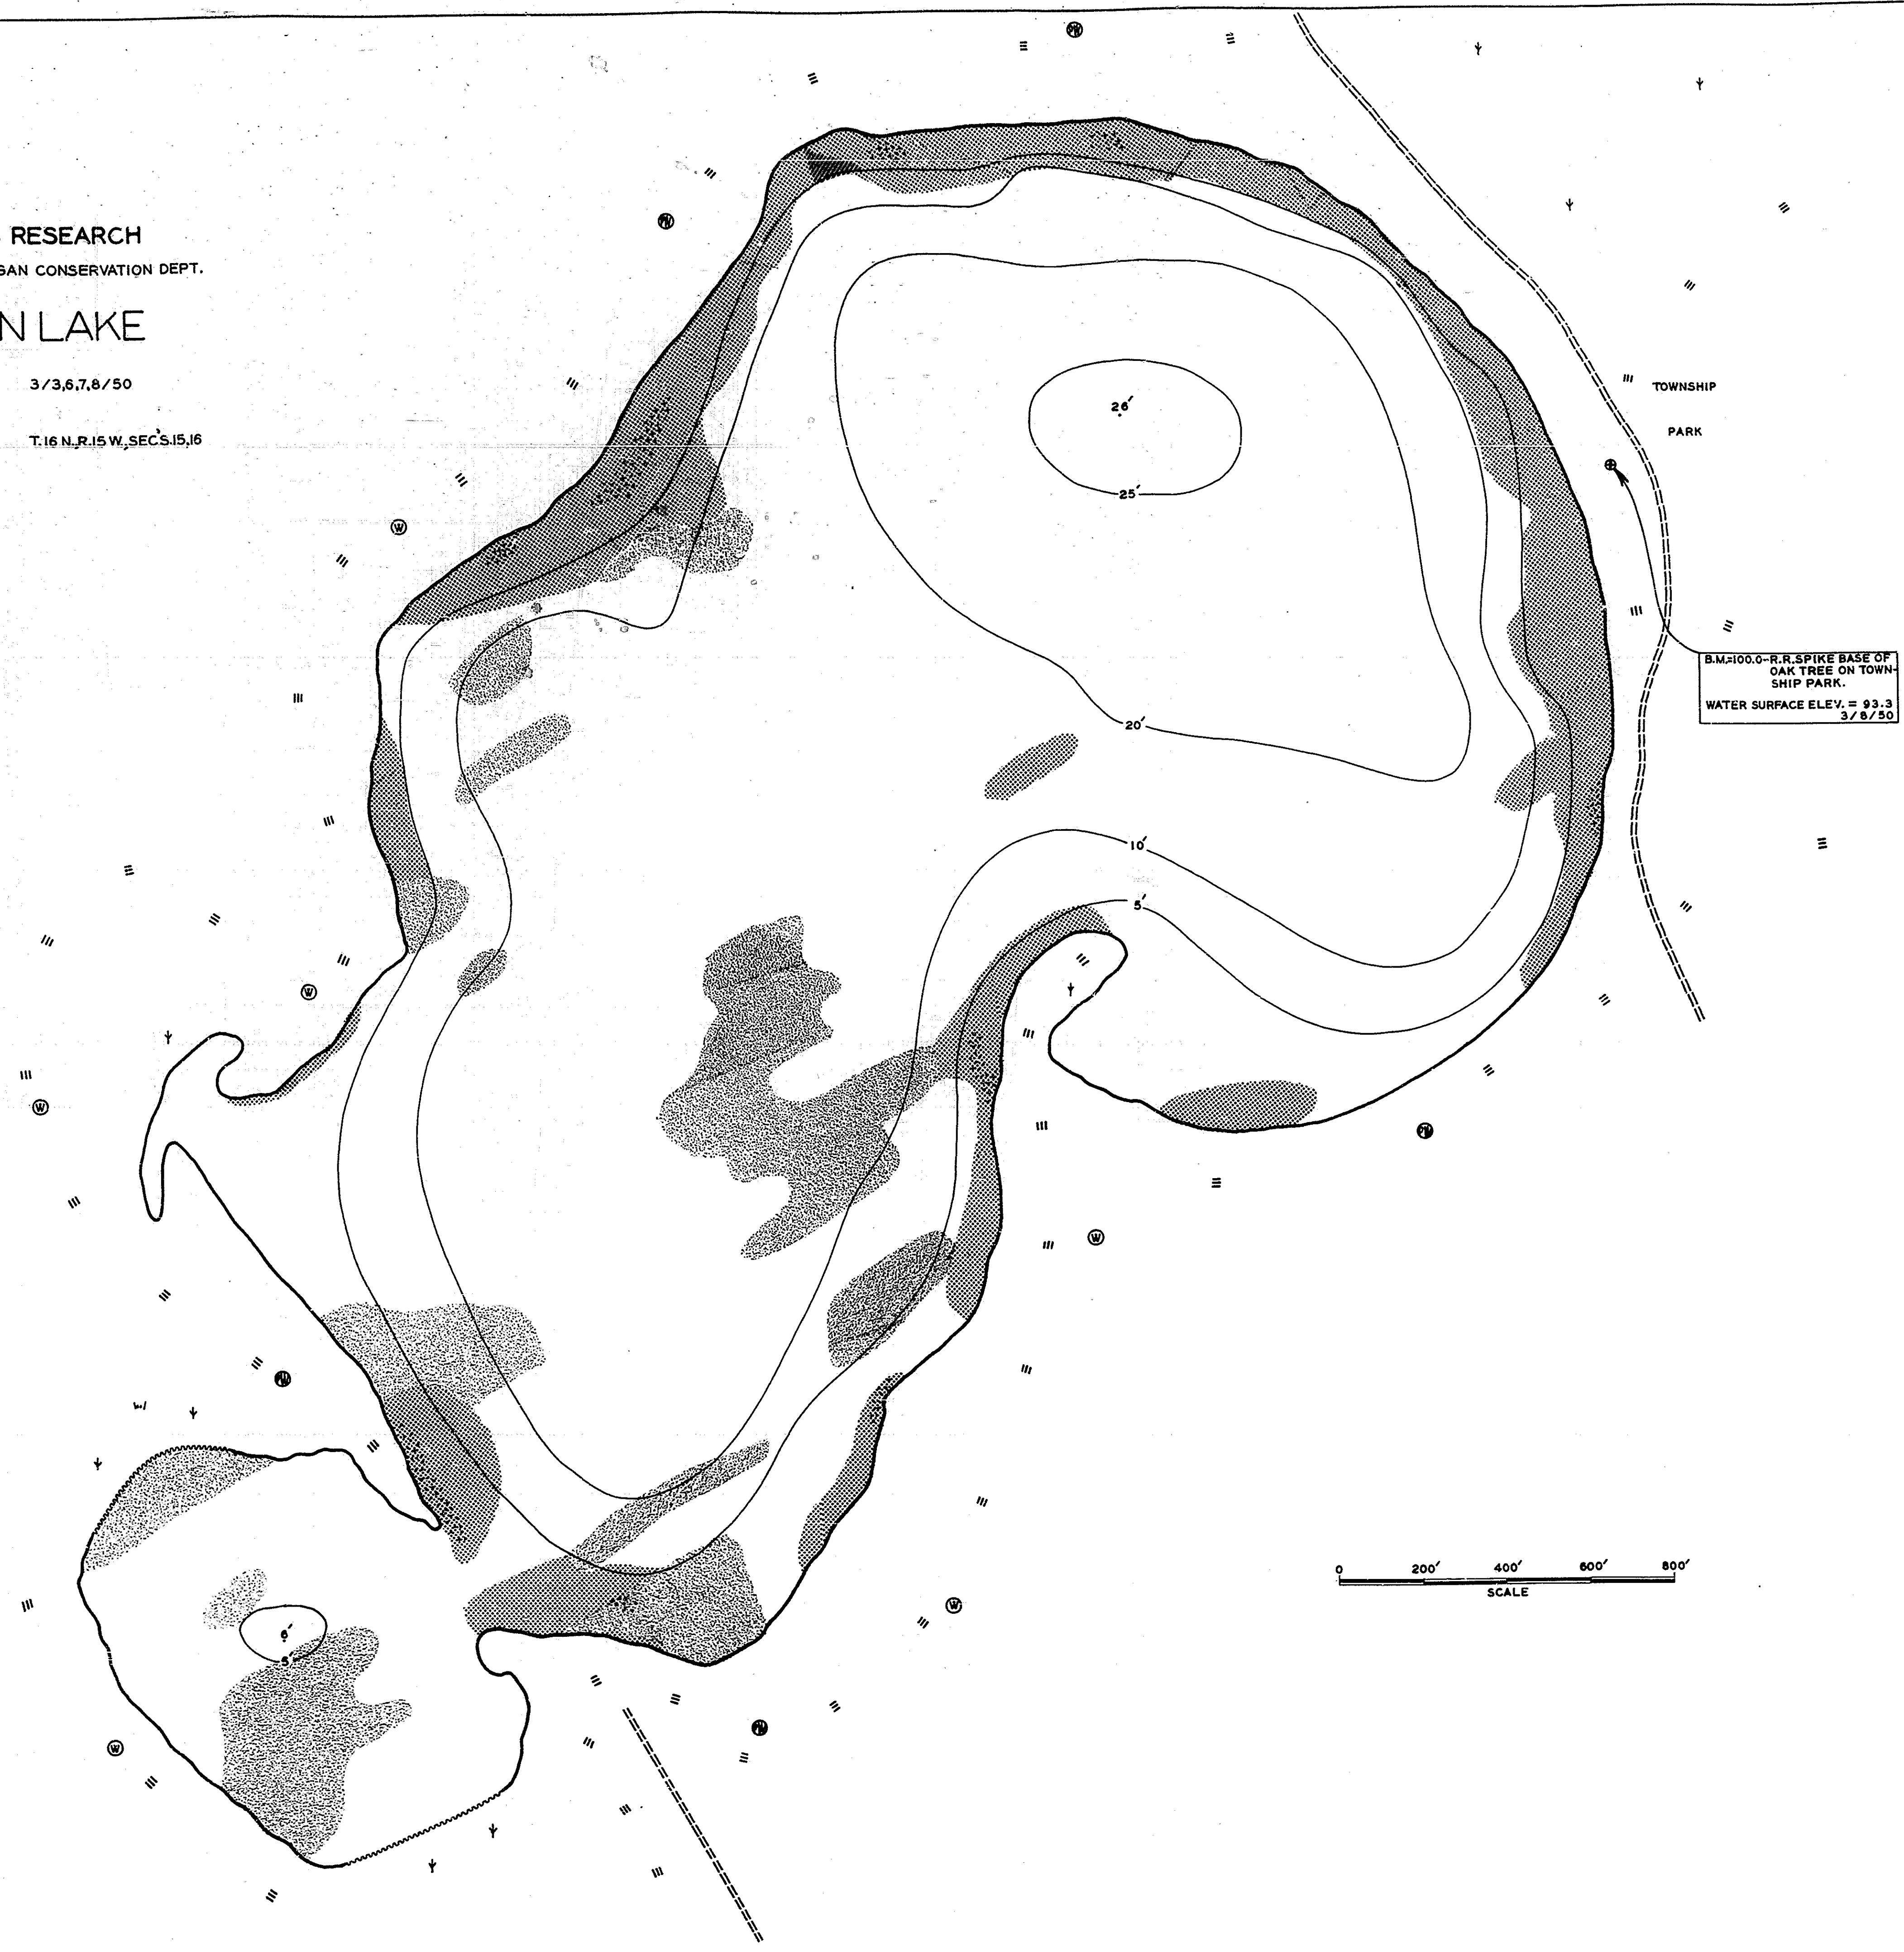 RESEARCH
GAN CONSERVATION DEPT.
N LAKE
3/3,6,7,8/50
T.16 N.,R.15 W.,SEC'S.15,16
TOWNSHIP
PARK
B.M.=100.0-R.R.SPIKE BASE OF
OAK TREE ON TOWN-
SHIP PARK.
WATER SURFACE ELEV. = 93.3
3/8/50
26'
25'
20'
10'
5'
6'
5'
W
W
W
W
W
W
0 200' 400' 600' 800'
SCALE